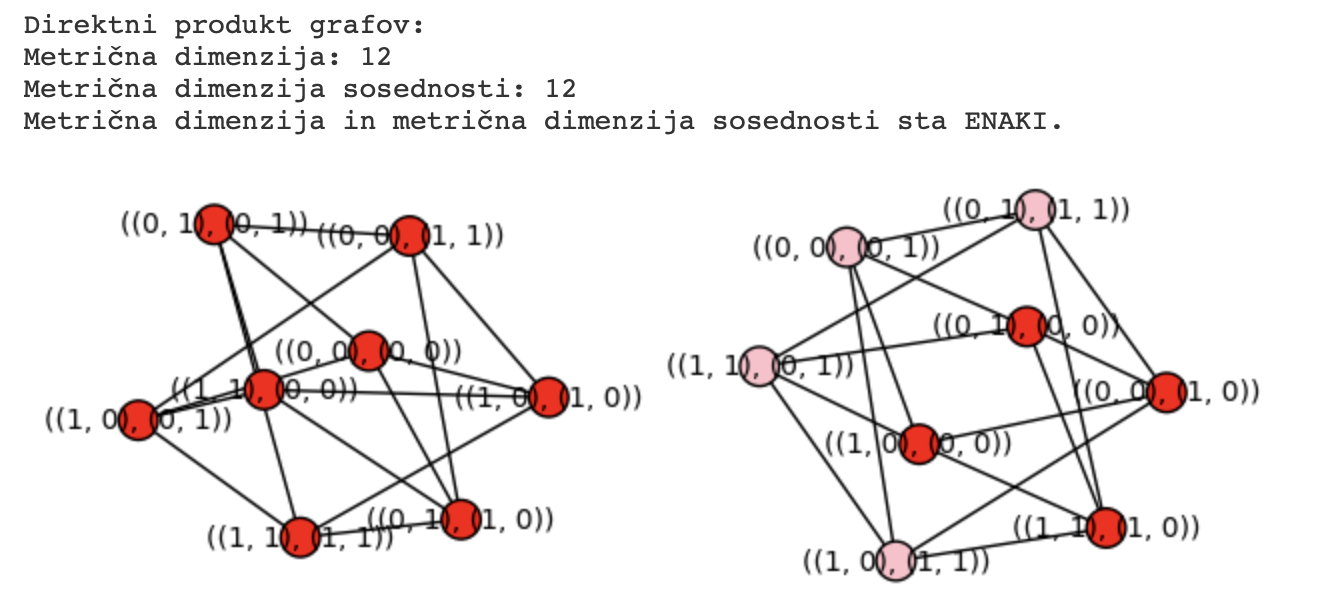 Direktni produkt grafov:
Metrična dimenzija: 12
Metrična dimenzija sosednosti: 12
Metrična dimenzija in metrična dimenzija sosednosti sta ENAKI.
((0, 1), (0, 1))
((0, 0), (1, 1))
((0, 0), (0, 0))
((1, 1), (0, 0))
((1, 0), (1, 0))
((1, 0), (0, 1))
((0, 1), (1, 0))
((1, 1), (1, 1))
((0, 1), (1, 1))
((0, 0), (0, 1))
((0, 1), (0, 0))
((1, 1), (0, 1))
((0, 0), (1, 0))
((1, 0), (0, 0))
((1, 1), (1, 0))
((1, 0), (1, 1))